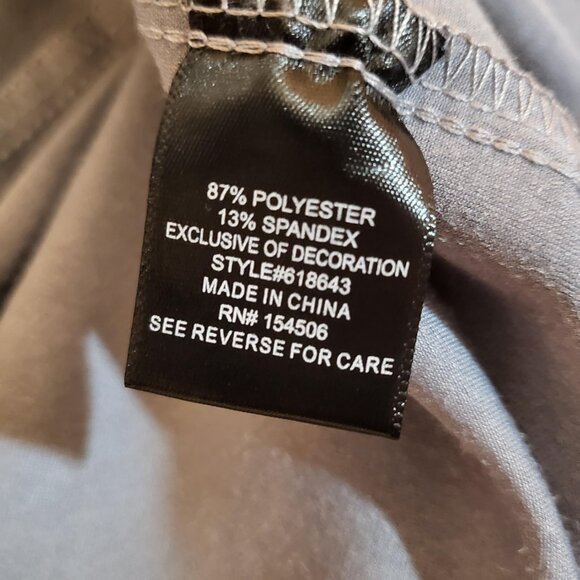 87% POLYESTER
13% SPANDEX
EXCLUSIVE OF DECORATION
STYLE#618643
MADE IN CHINA
RN# 154506
SEE REVERSE FOR CARE